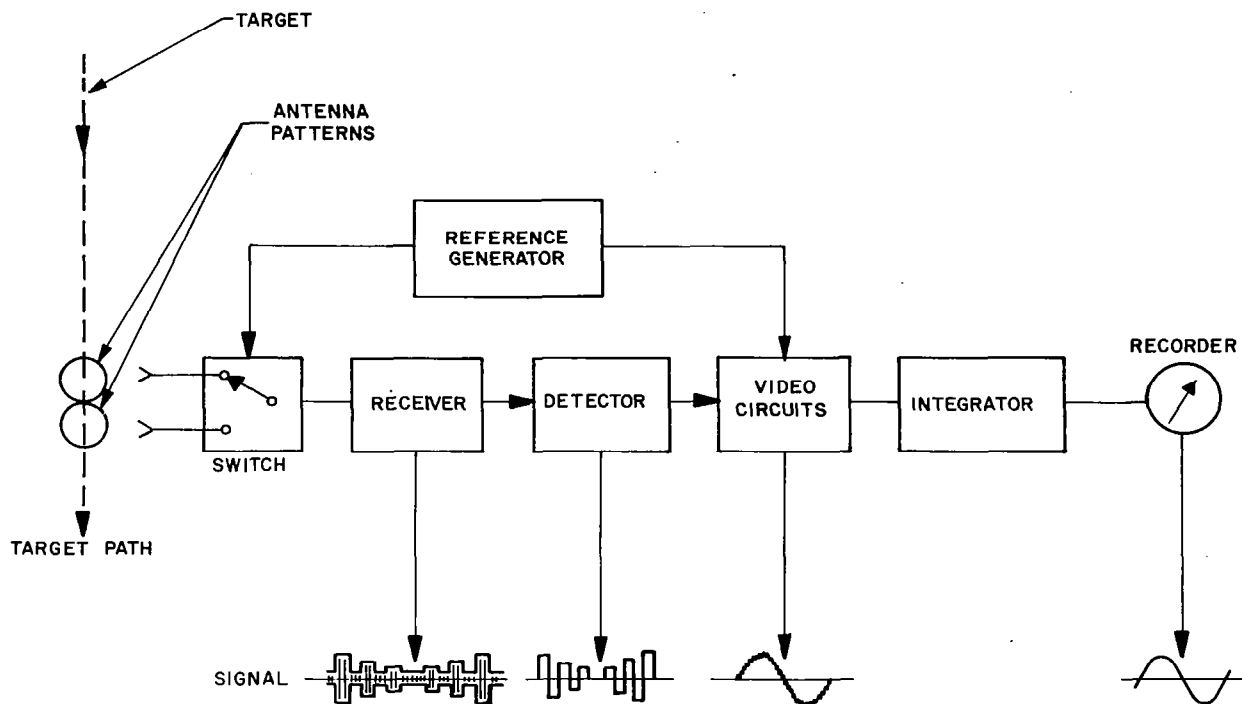 TARGET
ANTENNA
PATTERNS
REFERENCE
GENERATOR
RECORDER
RECEIVER
DETECTOR
VIDEO
CIRCUITS
INTEGRATOR
SWITCH
TARGET PATH
SIGNAL